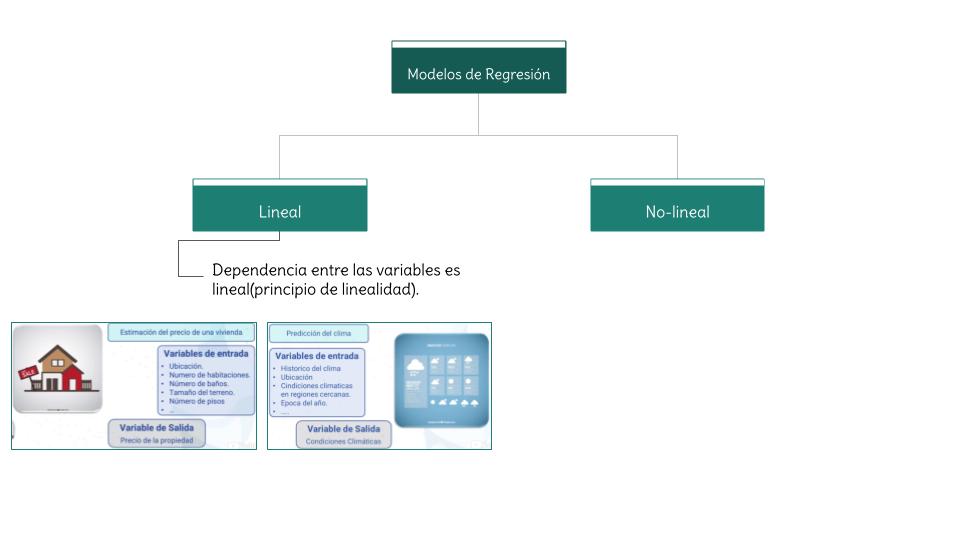 Modelos de Regresión
Lineal
No-lineal
Dependencia entre las variables es
lineal(principio de linealidad).
Estimación del precio de una vivienda
SALE
Variables de entrada
• Ubicación.
• Numero de habitaciones.
• Número de baños.
• Tamaño del terreno.
• Número de pisos
• ...
Variable de Salida
Precio de la propiedad
Predicción del clima
Variables de entrada
• Historico del clima
• Ubicación
• Cindiciones climaticas
en regiones cercanas.
• Epoca del año.
• ....
Variable de Salida
Condiciones Climáticas